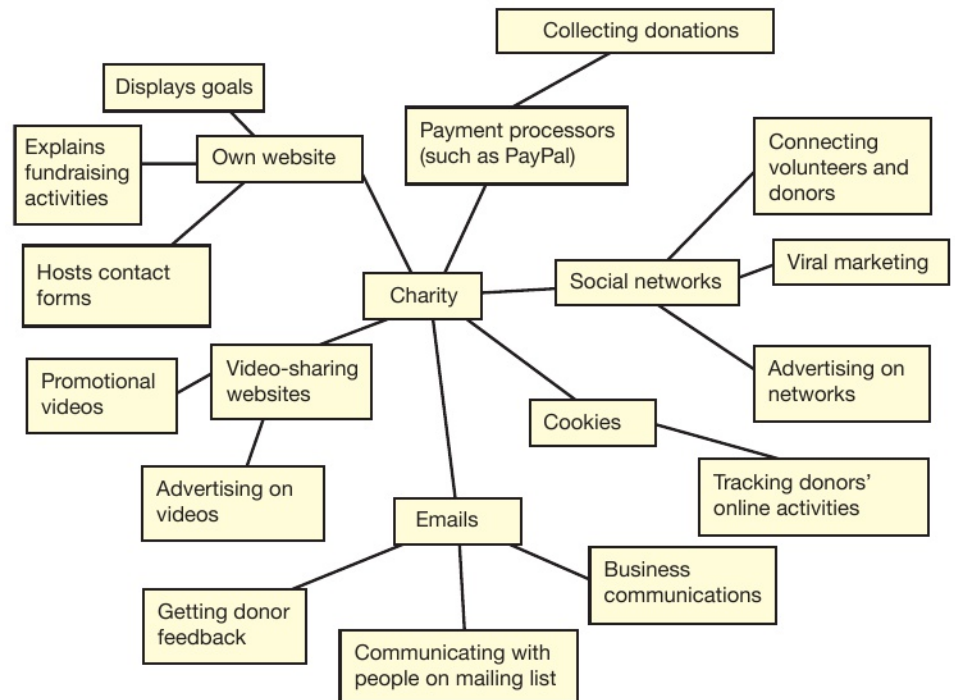 Collecting donations
Displays goals
Payment processors
(such as PayPal)
Explains
fundraising
activities
Own website
Connecting
volunteers and
donors
Hosts contact
forms
Charity
Social networks
Viral marketing
Promotional
videos
Video-sharing
websites
Advertising on
networks
Cookies
Advertising on
videos
Emails
Tracking donors’
online activities
Getting donor
feedback
Communicating with
people on mailing list
Business
communications